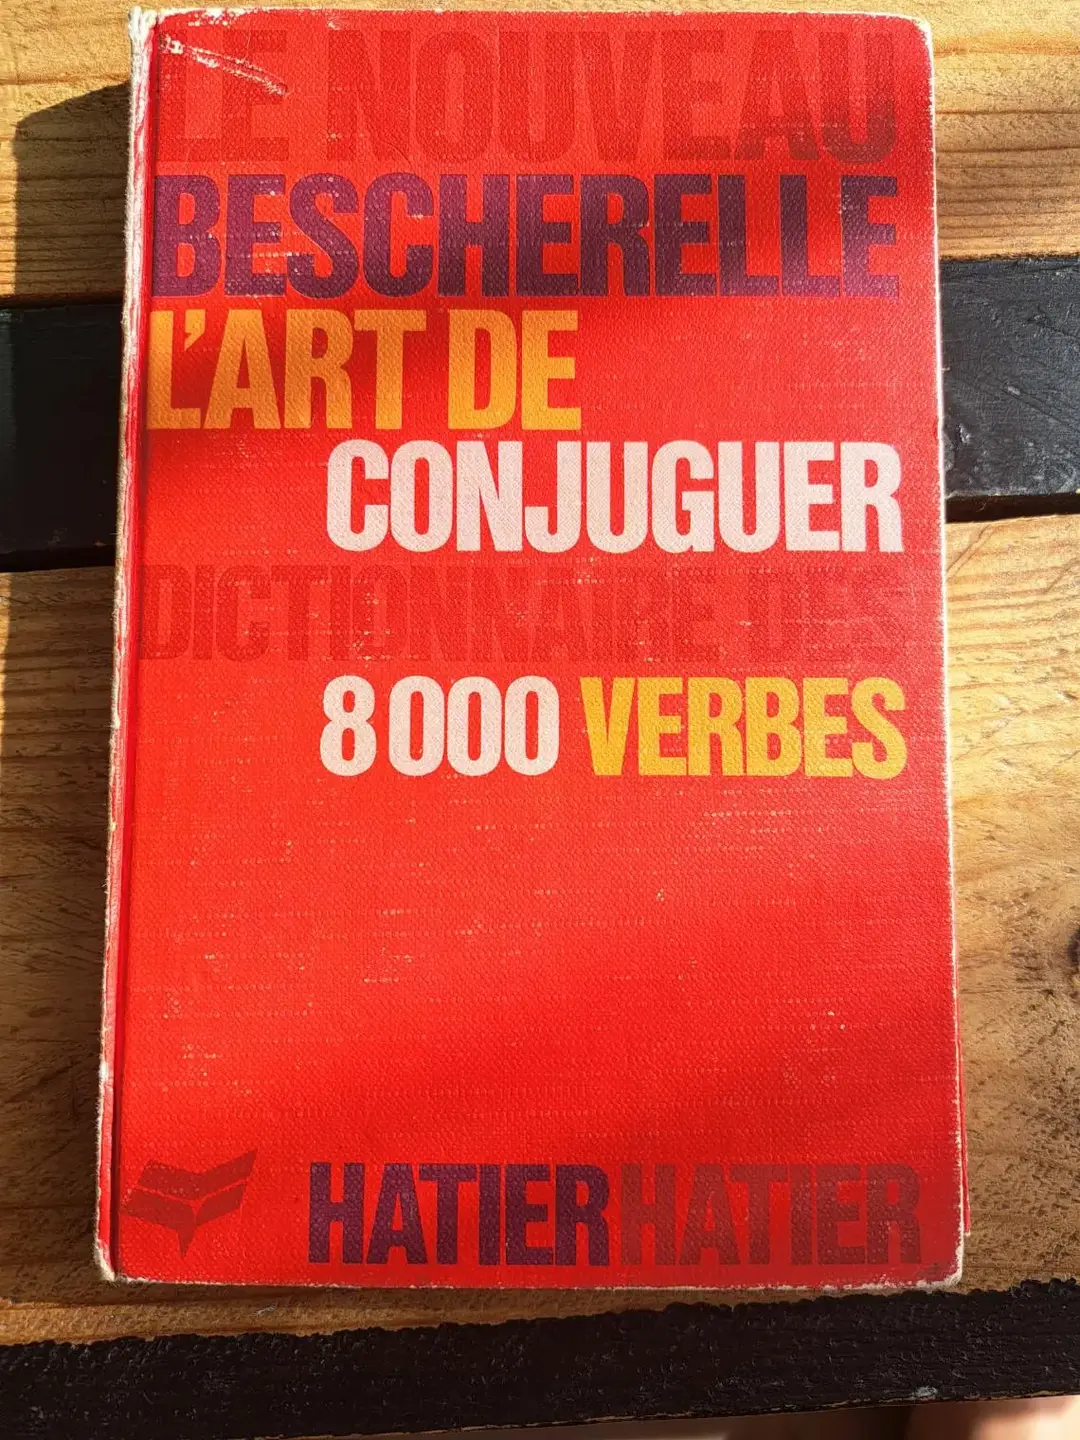 LE NOUVEAU
BESCHERELLE
L'ART DE
CONJUGUER
DICTIONNAIRE DES
8000 VERBES
HATIER HATIER